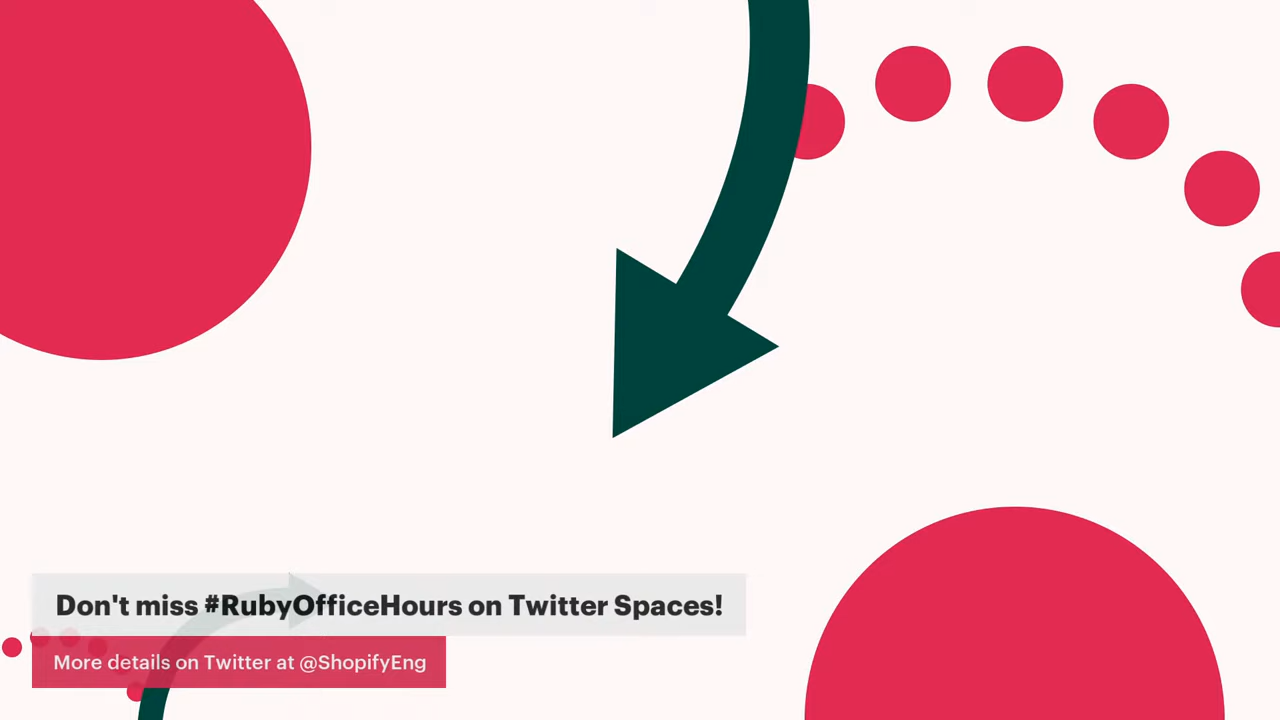 Don't miss #RubyOfficeHours on Twitter Spaces!
More details on Twitter at @ShopifyEng